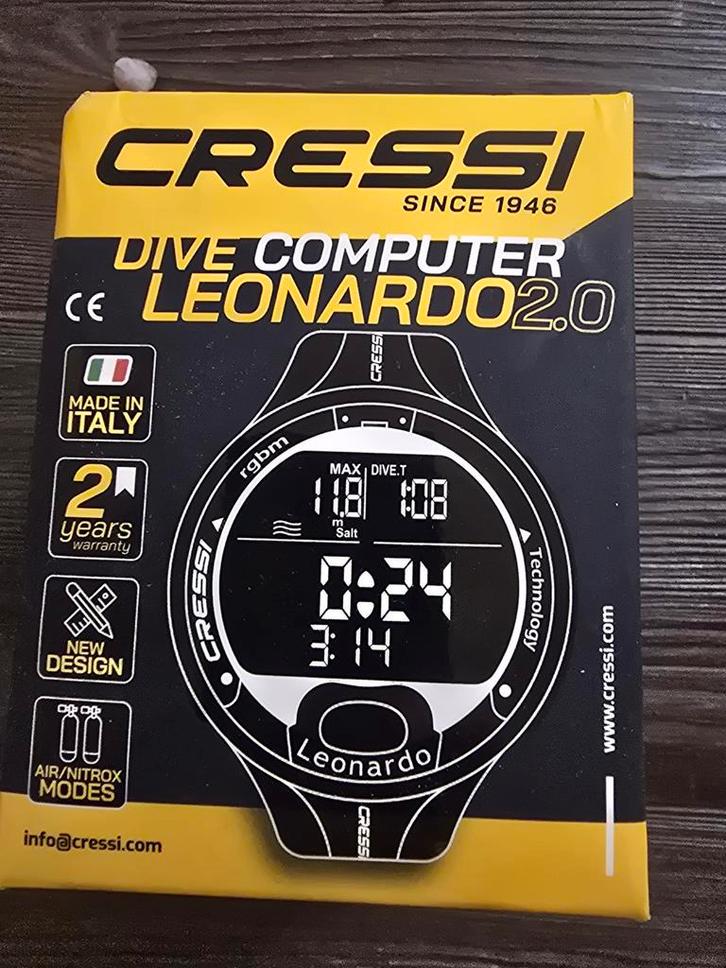 CRESSI
SINCE 1946
DIVE COMPUTER
LEONARDO2.0
CE
MADE IN
ITALY
2
years
warranty
NEW
DESIGN
AIR/NITROX
MODES
CRESSI
rgbm
MAX DIVE.T
11.8 1:08
m
Salt
0:24
3:14
CRESSI
Technology
Leonardo
CRESSI
www.cressi.com
info@cressi.com